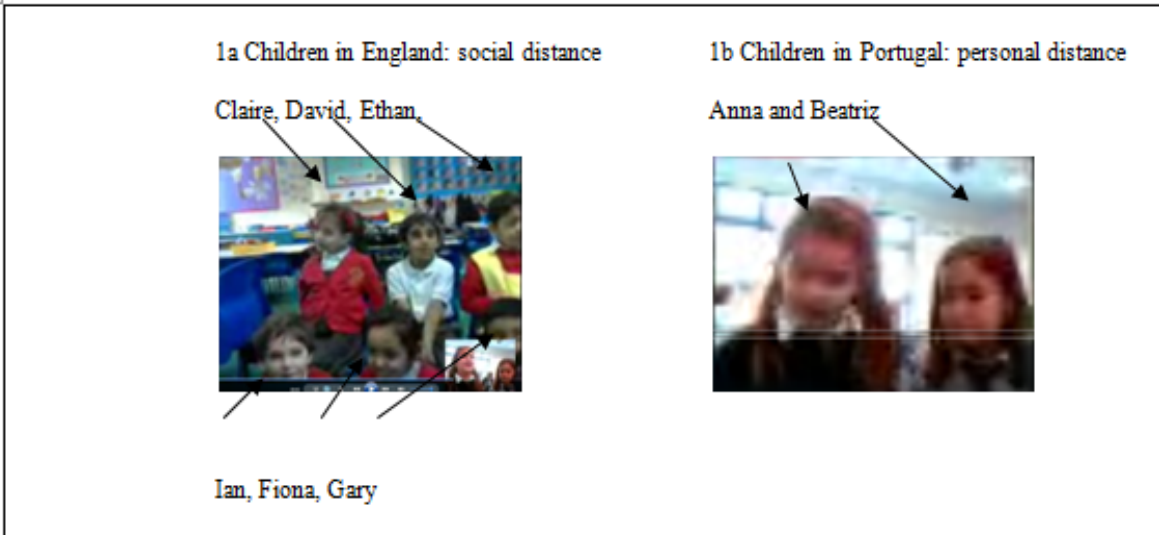 1a Children in England: social distance
1b Children in Portugal: personal distance
Claire, David, Ethan,
Anna and Beatriz
Ian, Fiona, Gary